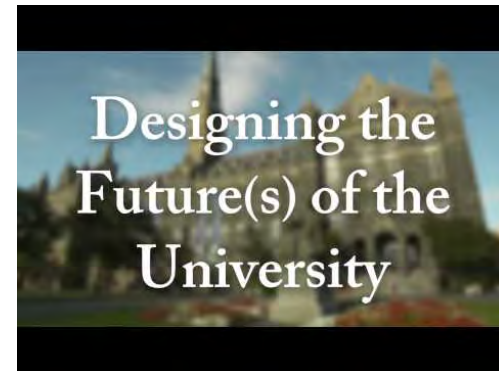 Designing the
Future(s) of the
University